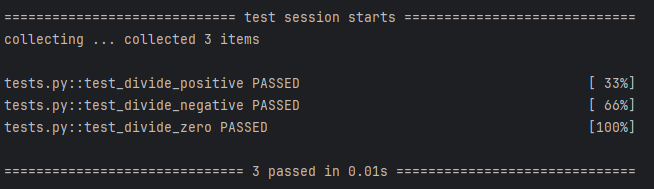 ============================= test session starts =============================
collecting ... collected 3 items
tests.py::test_divide_positive PASSED [ 33%]
tests.py::test_divide_negative PASSED [ 66%]
tests.py::test_divide_zero PASSED [100%]
============================== 3 passed in 0.01s ==============================